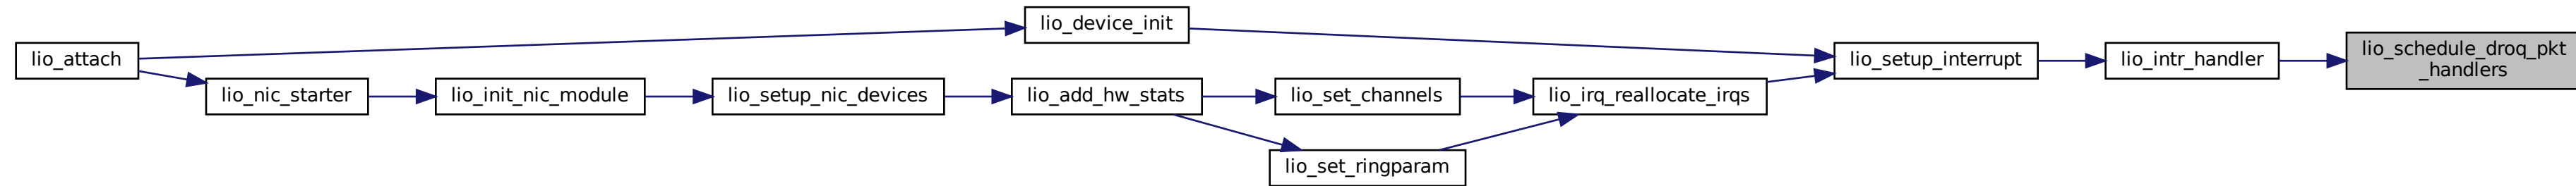 lio_attach
lio_device_init
lio_nic_starter
lio_init_nic_module
lio_setup_nic_devices
lio_add_hw_stats
lio_set_channels
lio_set_ringparam
lio_irq_reallocate_irqs
lio_setup_interrupt
lio_intr_handler
lio_schedule_droq_pkt
_handlers